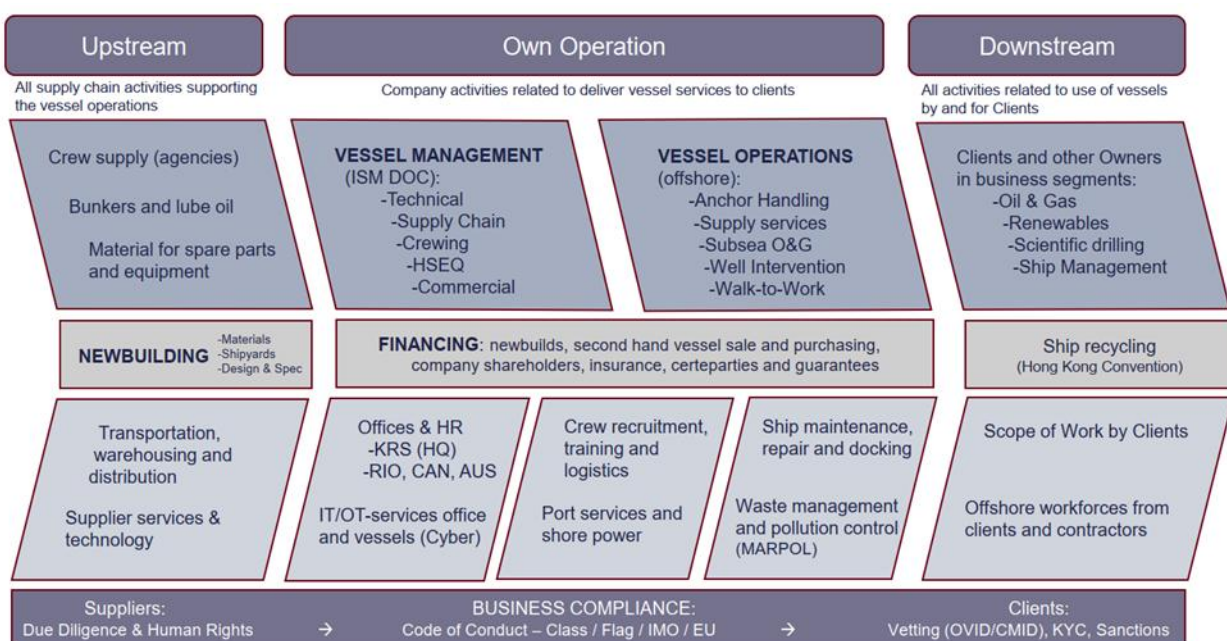 Upstream
Own Operation
Downstream
All supply chain activities supporting
the vessel operations
Company activities related to deliver vessel services to clients
All activities related to use of vessels
by and for Clients
Crew supply (agencies)
Bunkers and lube oil
Material for spare parts
and equipment
VESSEL MANAGEMENT
(ISM DOC):
-Technical
-Supply Chain
-Crewing
-HSEQ
-Commercial
VESSEL OPERATIONS
(offshore):
-Anchor Handling
-Supply services
-Subsea O&G
-Well Intervention
-Walk-to-Work
Clients and other Owners
in business segments:
-Oil & Gas
-Renewables
-Scientific drilling
-Ship Management
NEWBUILDING
-Materials
-Shipyards
-Design & Spec
FINANCING: newbuilds, second hand vessel sale and purchasing,
company shareholders, insurance, certeparties and guarantees
Ship recycling
(Hong Kong Convention)
Transportation,
warehousing and
distribution
Supplier services &
technology
Offices & HR
-KRS (HQ)
-RIO, CAN, AUS
IT/OT-services office
and vessels (Cyber)
Crew recruitment,
training and
logistics
Port services and
shore power
Ship maintenance,
repair and docking
Waste management
and pollution control
(MARPOL)
Scope of Work by Clients
Offshore workforces from
clients and contractors
Suppliers:
Due Diligence & Human Rights
→
BUSINESS COMPLIANCE:
Code of Conduct – Class / Flag / IMO / EU
→
Clients:
Vetting (OVID/CMID), KYC, Sanctions